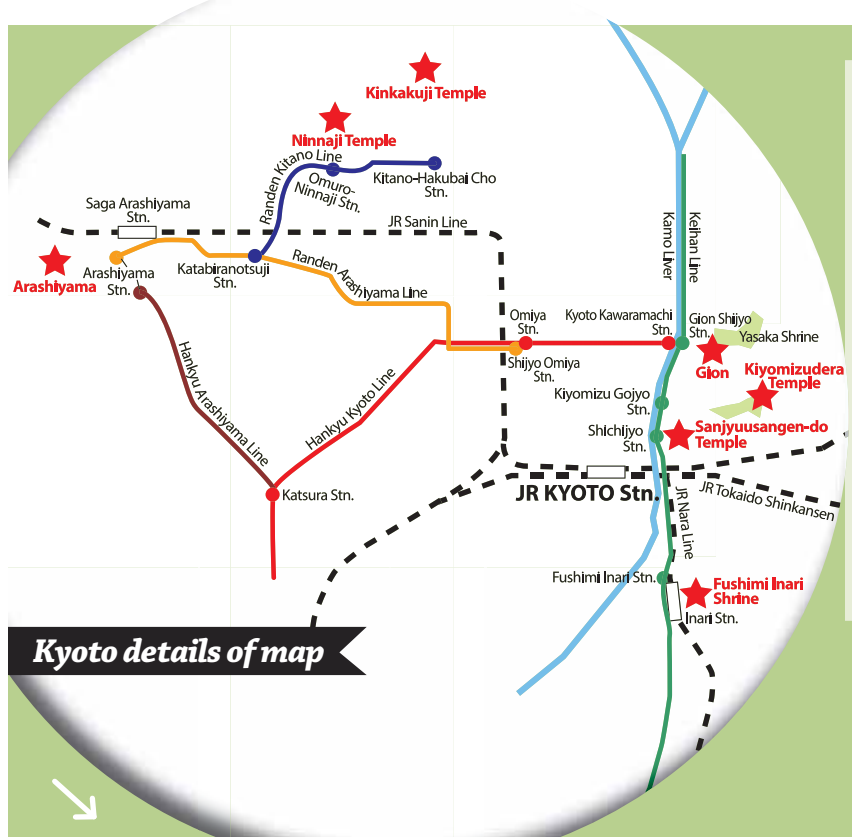 Kinkakuji Temple
Ninnaji Temple
Randen Kitano Line
Omuro-
Ninnaji Stn.
Kitano-Hakubai Cho
Stn.
Saga Arashiyama
Stn.
JR Sanin Line
Kamo Liver
Keihan Line
Arashiyama
Arashiyama
Stn.
Katabiranotsuji
Stn.
Randen Arashiyama Line
Omiya
Stn.
Kyoto Kawaramachi
Stn.
Gion Shijyo
Stn.
Yasaka Shrine
Shijyo Omiya
Stn.
Gion
Kiyomizudera
Temple
Hankyu Arashiyama Line
Hankyu Kyoto Line
Kiyomizu Gojyo
Stn.
Shichijyo
Stn.
Sanjyuusangen-do
Temple
Katsura Stn.
JR KYOTO Stn.
JR Nara Line
JR Tokaido Shinkansen
Fushimi Inari Stn.
Fushimi Inari
Shrine
Inari Stn.
Kyoto details of map